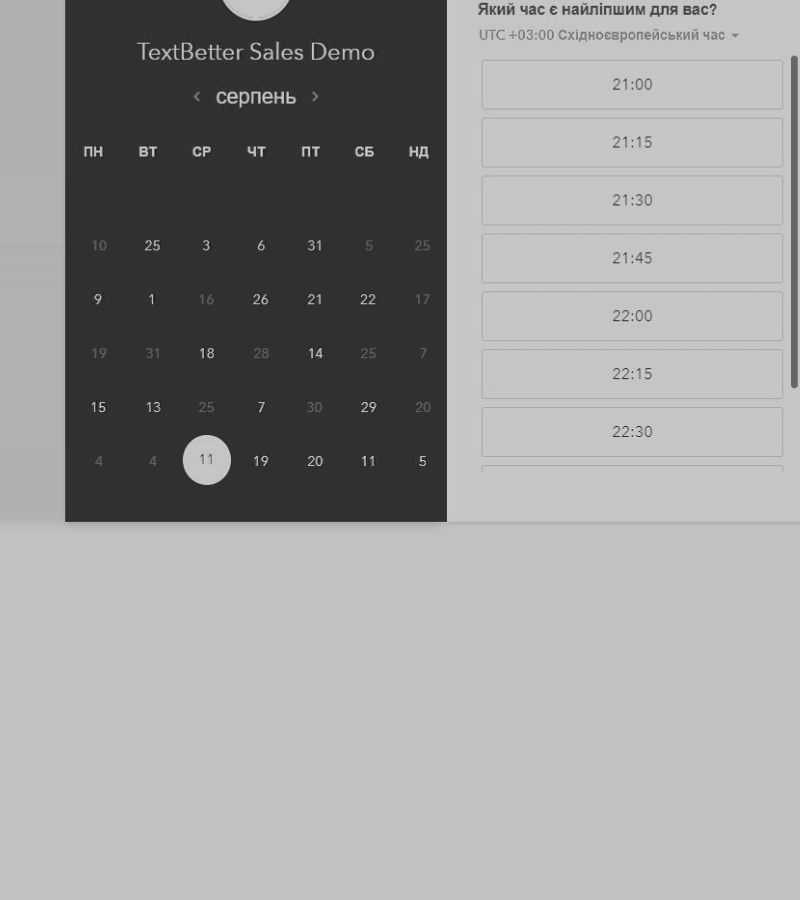 TextBetter Sales Demo
серпень
ПН ВТ СР ЧТ ПТ СБ НД
10 25 3 6 31 5 25
9 1 16 26 21 22 17
19 31 18 28 14 25 7
15 13 25 7 30 29 20
4 4 11 19 20 11 5
Який час є найліпшим для вас?
UTC +03:00 Східноєвропейський час
21:00
21:15
21:30
21:45
22:00
22:15
22:30